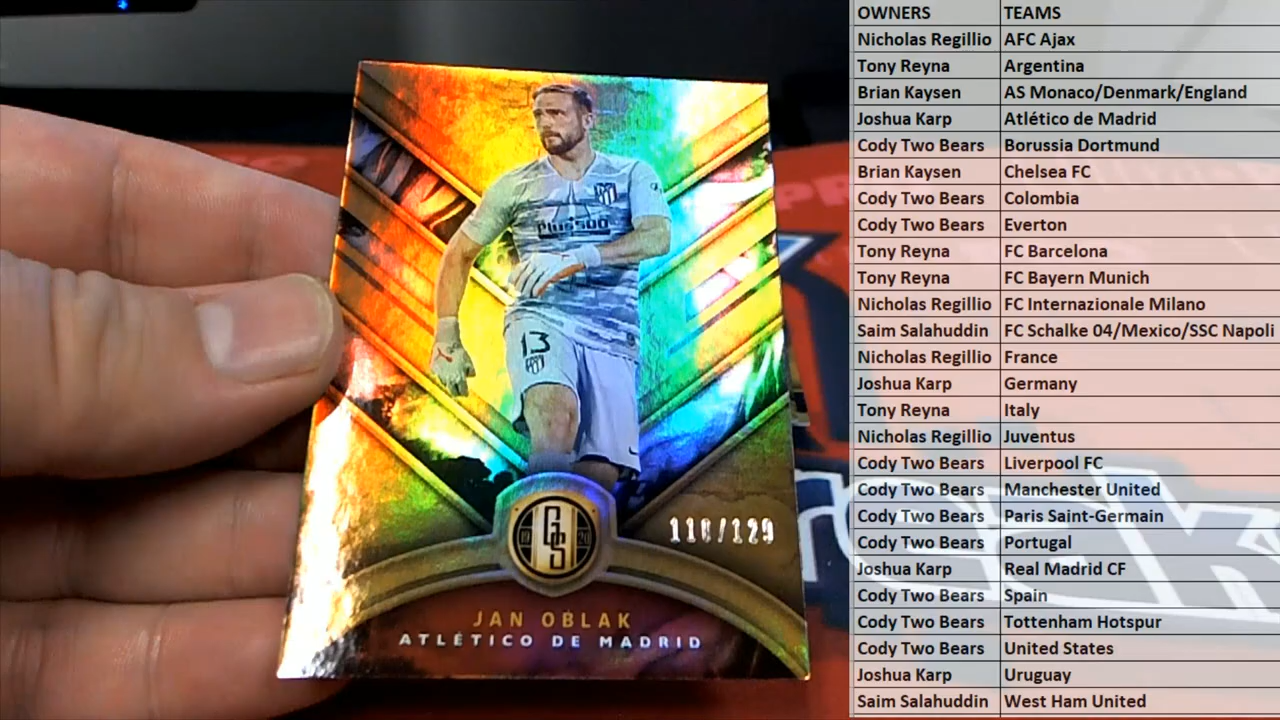 Plus500
13
GS
19 20
110/129
JAN OBLAK
ATLÉTICO DE MADRID
OWNERS TEAMS
Nicholas Regillio AFC Ajax
Tony Reyna Argentina
Brian Kaysen AS Monaco/Denmark/England
Joshua Karp Atlético de Madrid
Cody Two Bears Borussia Dortmund
Brian Kaysen Chelsea FC
Cody Two Bears Colombia
Cody Two Bears Everton
Tony Reyna FC Barcelona
Tony Reyna FC Bayern Munich
Nicholas Regillio FC Internazionale Milano
Saim Salahuddin FC Schalke 04/Mexico/SSC Napoli
Nicholas Regillio France
Joshua Karp Germany
Tony Reyna Italy
Nicholas Regillio Juventus
Cody Two Bears Liverpool FC
Cody Two Bears Manchester United
Cody Two Bears Paris Saint-Germain
Cody Two Bears Portugal
Joshua Karp Real Madrid CF
Cody Two Bears Spain
Cody Two Bears Tottenham Hotspur
Cody Two Bears United States
Joshua Karp Uruguay
Saim Salahuddin West Ham United